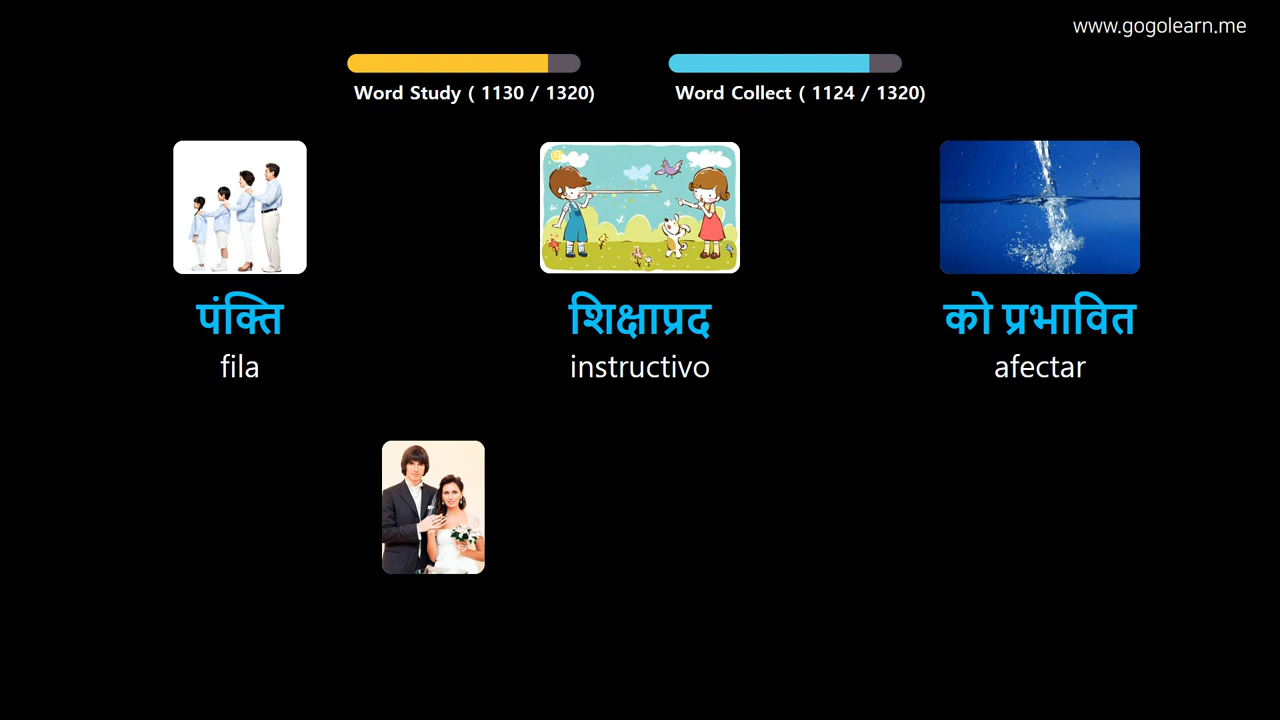 www.gogolearn.me
Word Study ( 1130 / 1320)
Word Collect ( 1124 / 1320)
पंक्ति
शिक्षाप्रद
को प्रभावित
fila
instructivo
afectar